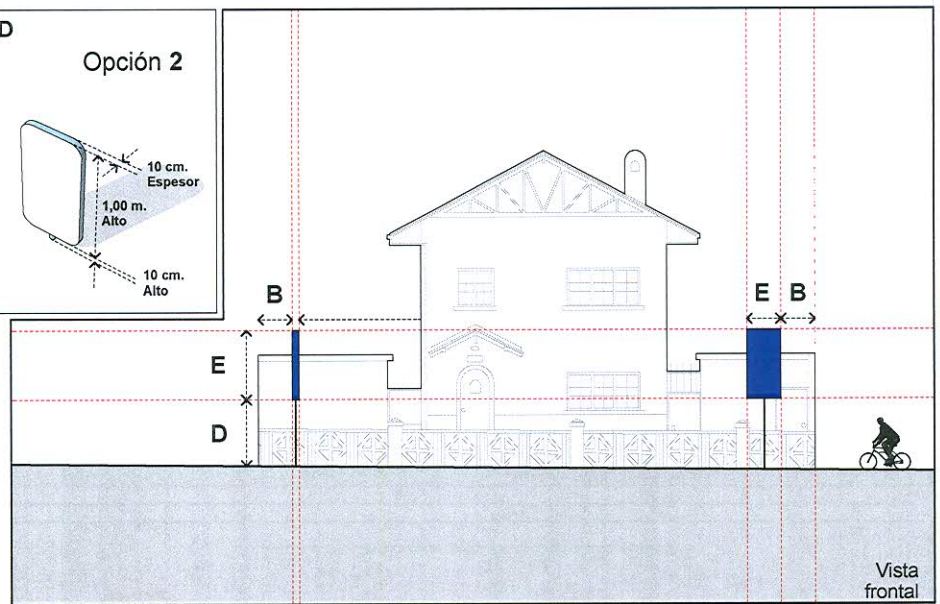 D
Opción 2
10 cm.
Espesor
1,00 m.
Alto
10 cm.
Alto
B
E B
E
D
Vista
frontal